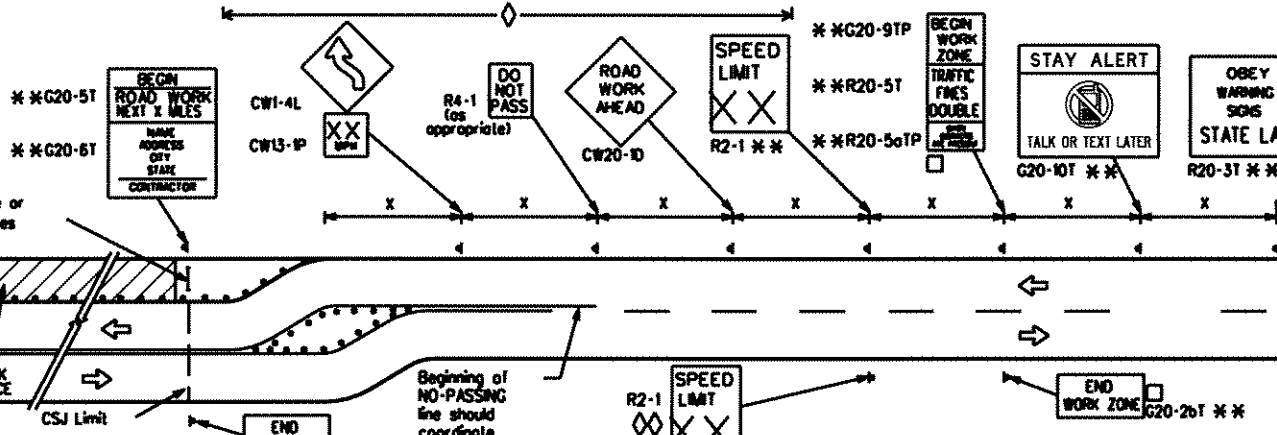 * *G20-5T
* *G20-6T
BEGIN
ROAD WORK
NEXT X MILES
NAME
ADDRESS
CITY
STATE
CONTRACTOR
CW1-4L
CW13-1P
XX
MPH
R4-1
(as
appropriate)
DO
NOT
PASS
ROAD
WORK
AHEAD
CW20-1D
SPEED
LIMIT
X X
R2-1 * *
* *G20-9TP
* *R20-5T
* *R20-5aTP
BEGIN
WORK
ZONE
TRAFFIC
FINES
DOUBLE
STAY ALERT
TALK OR TEXT LATER
G20-10T * *
OBEY
WARNING
SIGNS
STATE LA
R20-3T * *
e or
es
X
X
X
X
X
X
X
K
CE
CSJ Limit
END
Beginning of
NO-PASSING
line should
coordinate
R2-1
SPEED
LIMIT
X X
END
WORK ZONE
G20-2bT * *